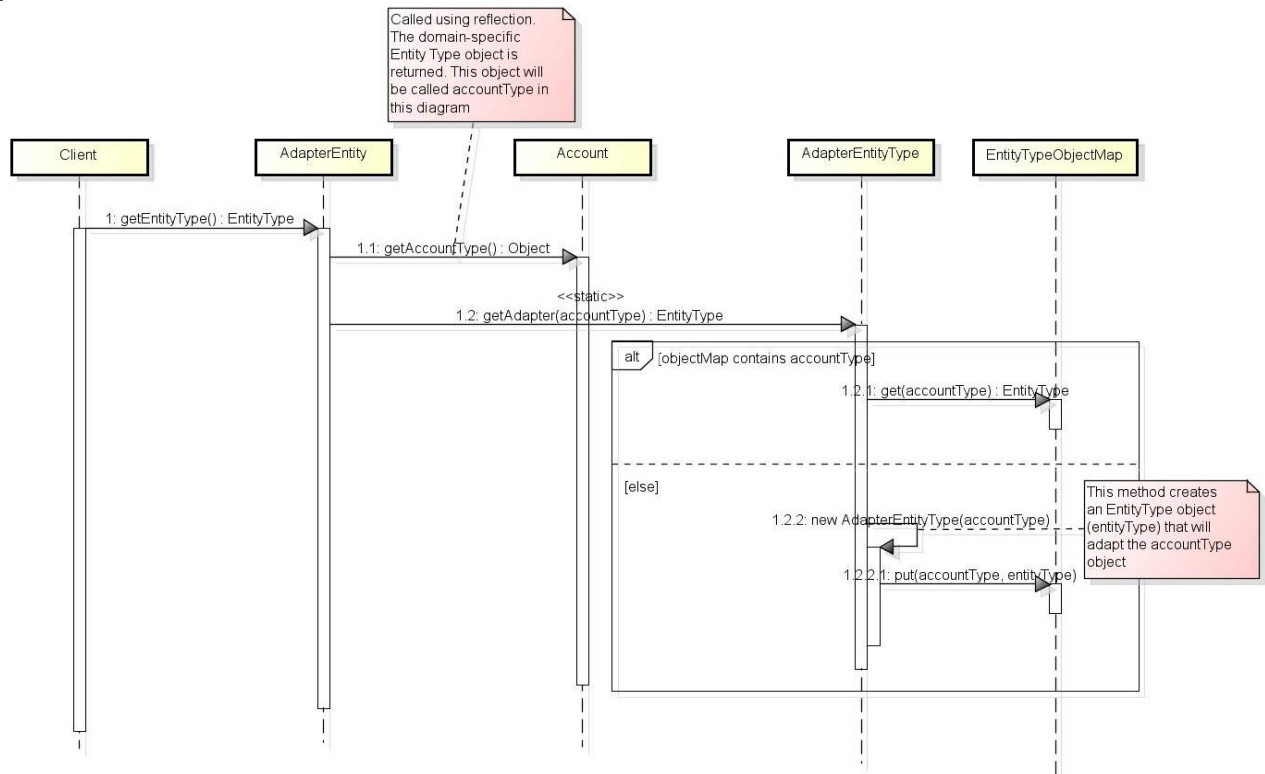 Called using reflection.
The domain-specific
Entity Type object is
returned. This object will
be called accountType in
this diagram
Client
AdapterEntity
Account
AdapterEntityType
EntityTypeObjectMap
1: getEntityType() : EntityType
1.1: getAccountType() : Object
<<static>>
1.2: getAdapter(accountType) : EntityType
alt
[objectMap contains accountType]
1.2.1: get(accountType) : EntityType
[else]
1.2.2: new AdapterEntityType(accountType)
This method creates
an EntityType object
(entityType) that will
adapt the accountType
object
1.2.2.1: put(accountType, entityType)